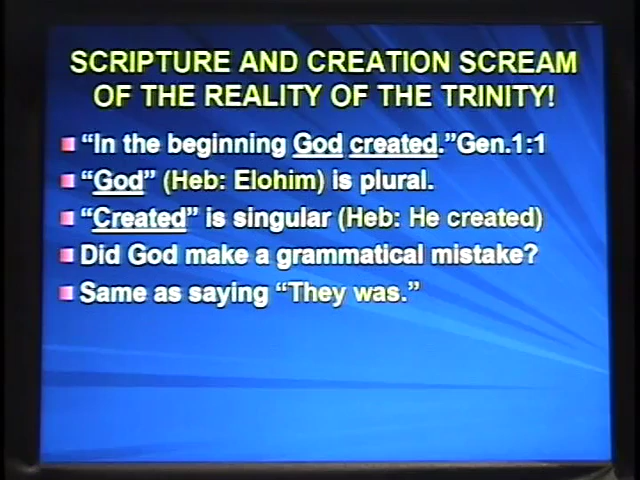 SCRIPTURE AND CREATION SCREAM
OF THE REALITY OF THE TRINITY!
"In the beginning God created."Gen.1:1
"God" (Heb: Elohim) is plural.
"Created" is singular (Heb: He created)
Did God make a grammatical mistake?
Same as saying "They was."